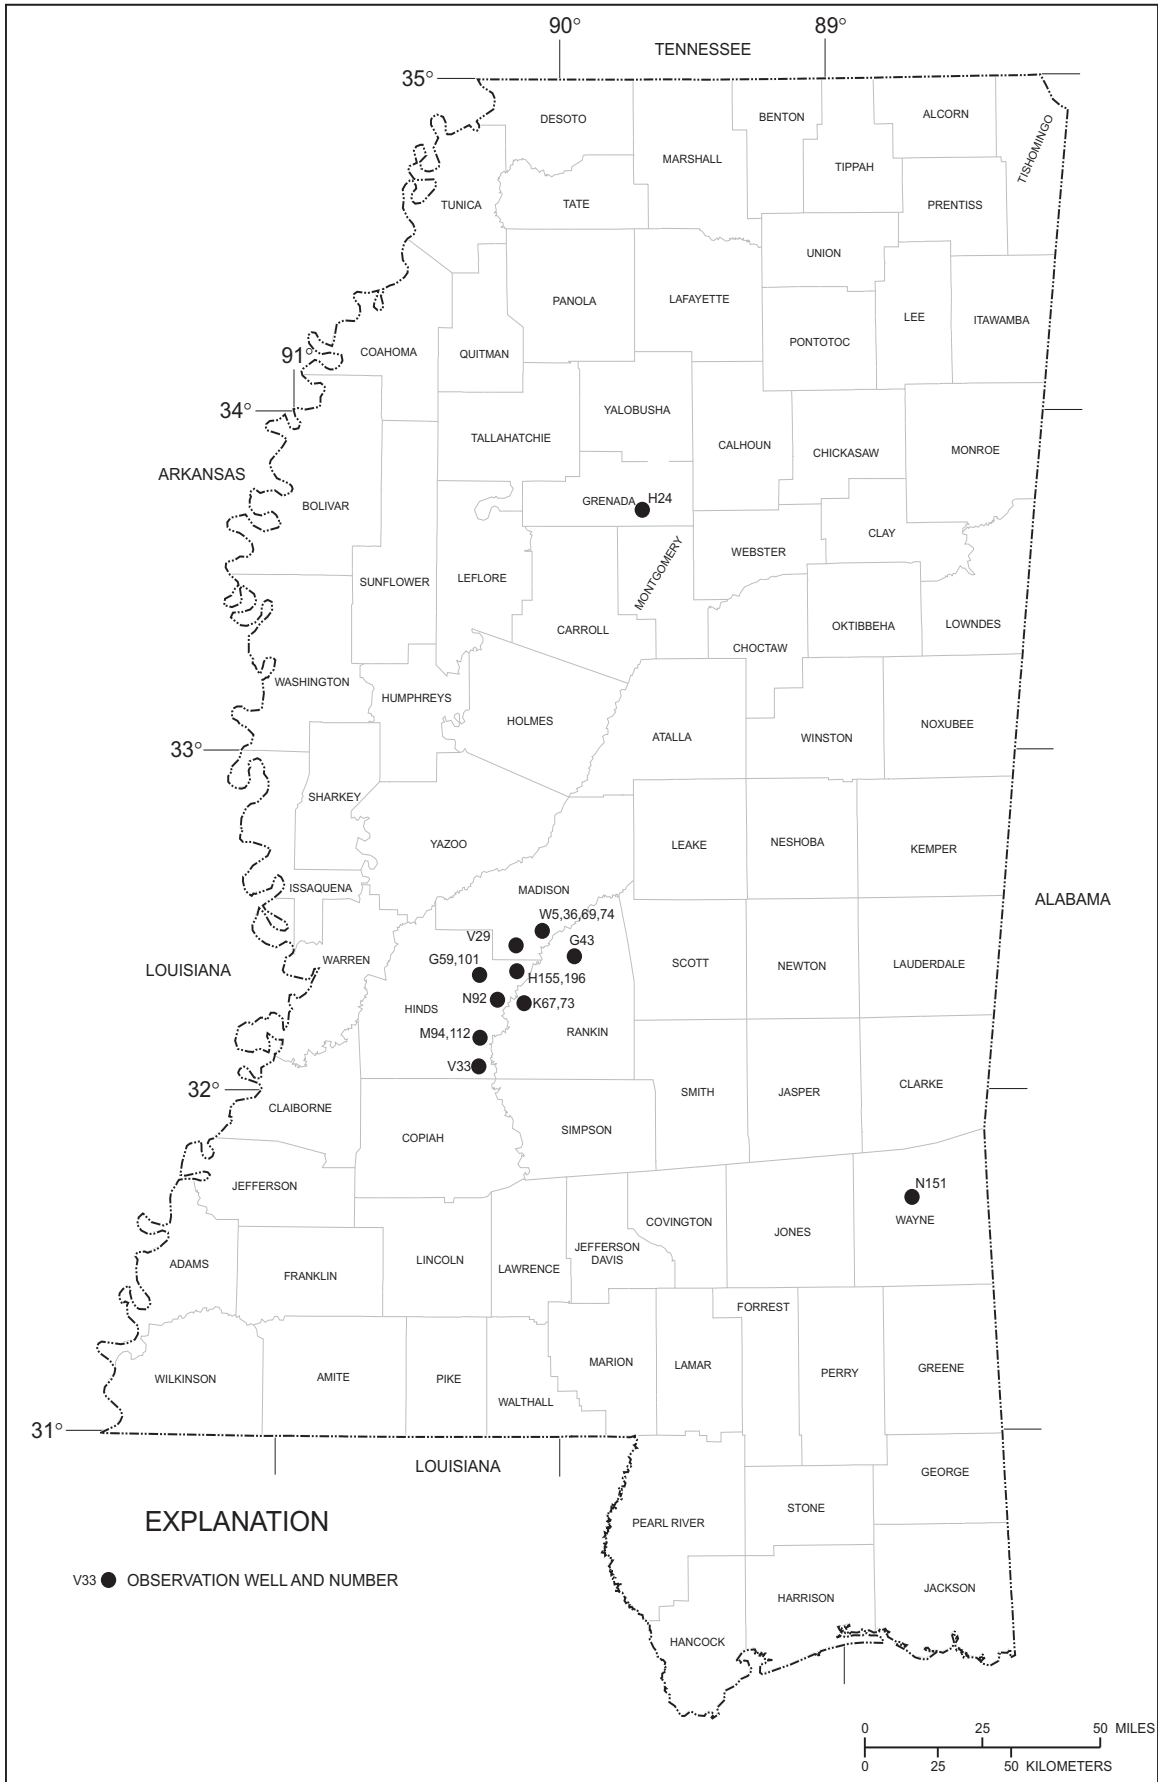 90°
89°
TENNESSEE
35°
DESOTO
BENTON
ALCORN
MARSHALL
TIPPAH
TISHOMINGO
TUNICA
TATE
PRENTISS
UNION
PANOLA
LAFAYETTE
LEE
ITAWAMBA
PONTOTOC
91°
COAHOMA
QUITMAN
34°
YALOBUSHA
TALLAHATCHIE
CALHOUN
CHICKASAW
MONROE
ARKANSAS
BOLIVAR
GRENADA
H24
CLAY
WEBSTER
MONTGOMERY
SUNFLOWER
LEFLORE
CARROLL
OKTIBBEHA
LOWNDES
CHOCTAW
WASHINGTON
HUMPHREYS
HOLMES
ATALLA
WINSTON
NOXUBEE
33°
SHARKEY
YAZOO
LEAKE
NESHOBA
KEMPER
ISSAQUENA
MADISON
ALABAMA
W5,36,69,74
V29
G43
G59,101
WARREN
LOUISIANA
SCOTT
NEWTON
LAUDERDALE
H155,196
N92
K67,73
HINDS
RANKIN
M94,112
V33
32°
CLAIBORNE
SMITH
JASPER
CLARKE
COPIAH
SIMPSON
JEFFERSON
N151
WAYNE
COVINGTON
JONES
ADAMS
FRANKLIN
LINCOLN
LAWRENCE
JEFFERSON
DAVIS
FORREST
WILKINSON
AMITE
PIKE
WALTHALL
MARION
LAMAR
PERRY
GREENE
31°
LOUISIANA
GEORGE
STONE
PEARL RIVER
EXPLANATION
V33 OBSERVATION WELL AND NUMBER
HARRISON
JACKSON
HANCOCK
0 25 50 MILES
0 25 50 KILOMETERS